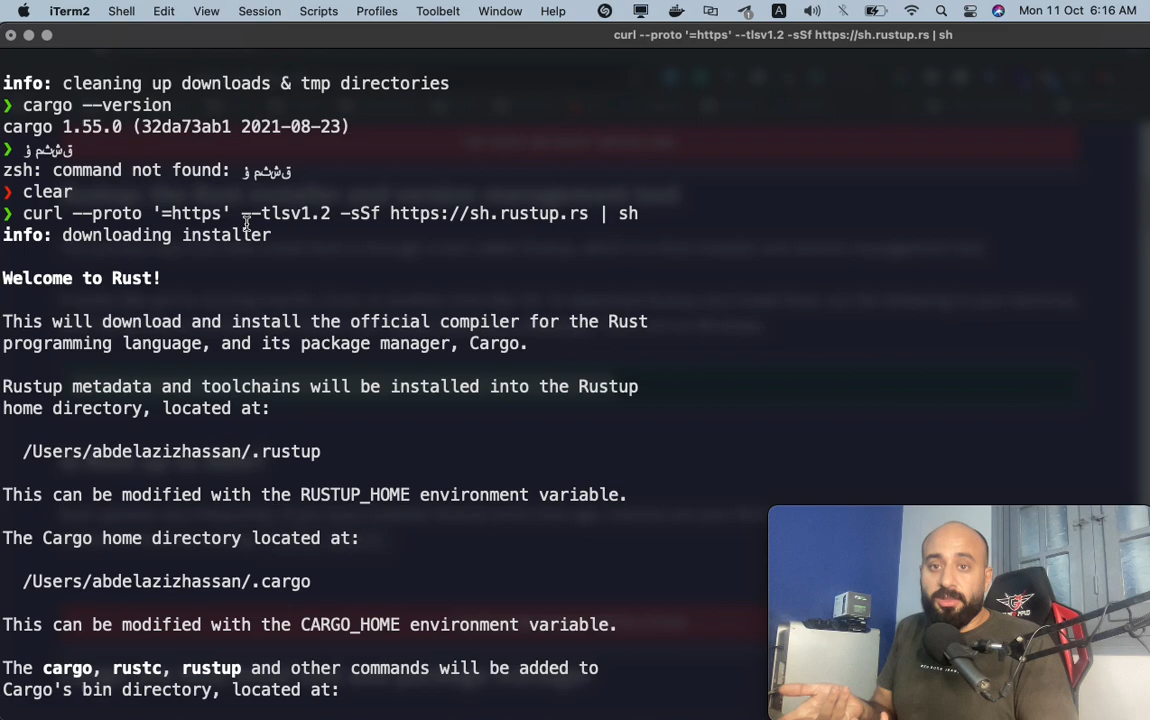 iTerm2 Shell Edit View Session Scripts Profiles Toolbelt Window Help A Mon 11 Oct 6:16 AM
curl --proto '=https' --tlsv1.2 -sSf https://sh.rustup.rs | sh
info: cleaning up downloads & tmp directories
❯ cargo --version
cargo 1.55.0 (32da73ab1 2021-08-23)
❯ قشثم ؤ
zsh: command not found: قشثم ؤ
❯ clear
❯ curl --proto '=https' --tlsv1.2 -sSf https://sh.rustup.rs | sh
info: downloading installer
Welcome to Rust!
This will download and install the official compiler for the Rust
programming language, and its package manager, Cargo.
Rustup metadata and toolchains will be installed into the Rustup
home directory, located at:
/Users/abdelazizhassan/.rustup
This can be modified with the RUSTUP_HOME environment variable.
The Cargo home directory located at:
/Users/abdelazizhassan/.cargo
This can be modified with the CARGO_HOME environment variable.
The cargo, rustc, rustup and other commands will be added to
Cargo's bin directory, located at: